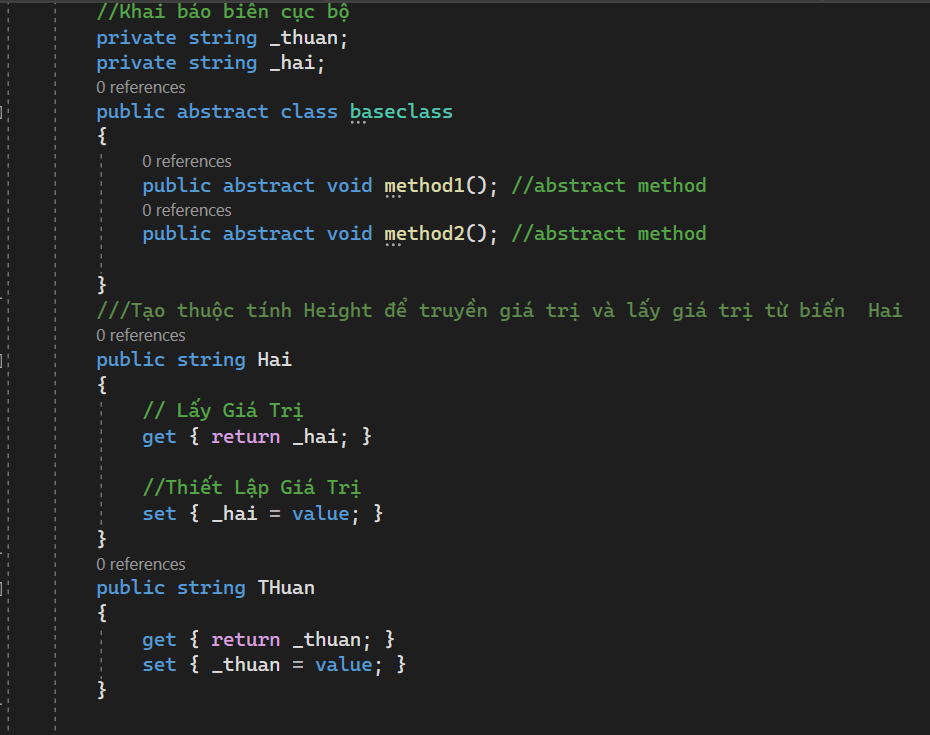 //Khai báo biên cục bộ
private string _thuan;
private string _hai;
0 references
public abstract class baseclass
{
0 references
public abstract void method1(); //abstract method
0 references
public abstract void method2(); //abstract method
}
///Tạo thuộc tính Height để truyền giá trị và lấy giá trị từ biến  Hai
0 references
public string Hai
{
// Lấy Giá Trị
get { return _hai; }
//Thiết Lập Giá Trị
set { _hai = value; }
}
0 references
public string THuan
{
get { return _thuan; }
set { _thuan = value; }
}